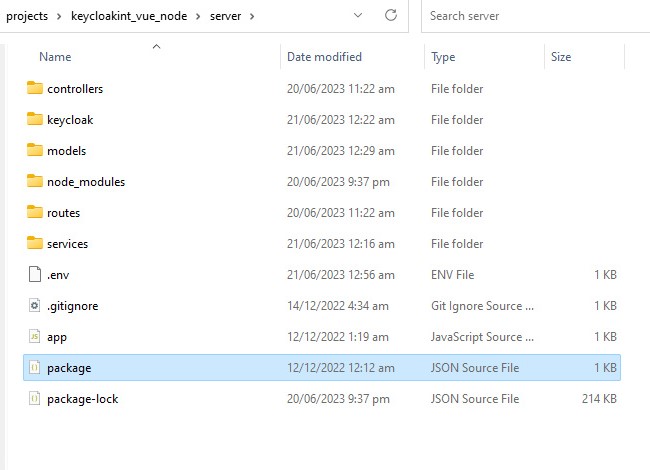 projects > keycloakint_vue_node > server >
Search server
Name Date modified Type Size
controllers 20/06/2023 11:22 am File folder
keycloak 21/06/2023 12:22 am File folder
models 21/06/2023 12:29 am File folder
node_modules 20/06/2023 9:37 pm File folder
routes 20/06/2023 11:22 am File folder
services 21/06/2023 12:16 am File folder
.env 21/06/2023 12:56 am ENV File 1 KB
.gitignore 14/12/2022 4:34 am Git Ignore Source ... 1 KB
app 12/12/2022 1:19 am JavaScript Source ... 1 KB
package 12/12/2022 12:12 am JSON Source File 1 KB
package-lock 20/06/2023 9:37 pm JSON Source File 214 KB